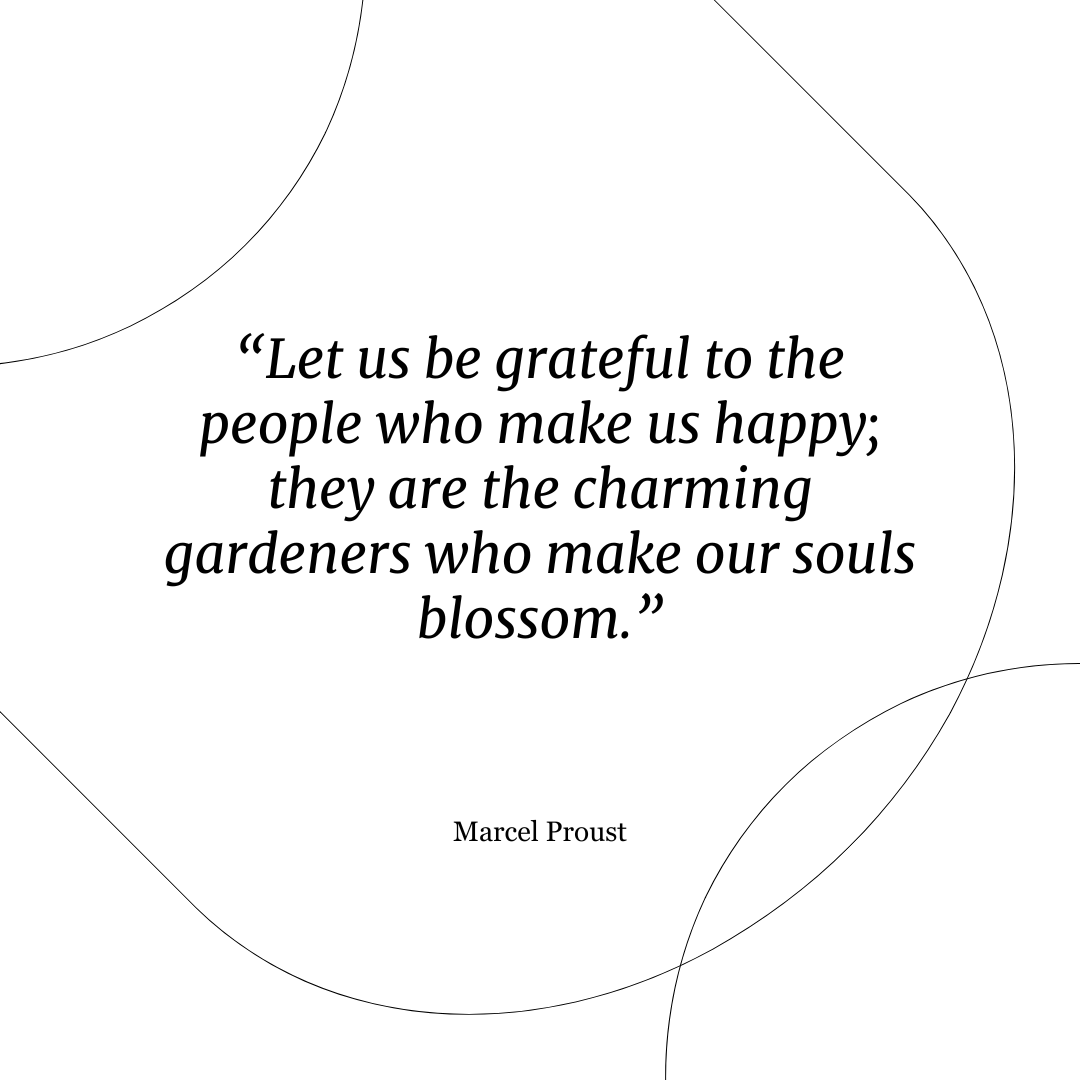 “Let us be grateful to the
people who make us happy;
they are the charming
gardeners who make our souls
blossom.”
Marcel Proust